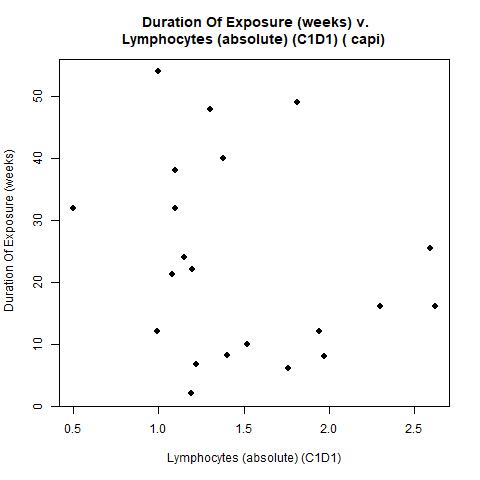 Duration Of Exposure (weeks) v.
Lymphocytes (absolute) (C1D1) ( capi)
Duration Of Exposure (weeks)
50
40
30
20
10
0
0.5 1.0 1.5 2.0 2.5
Lymphocytes (absolute) (C1D1)